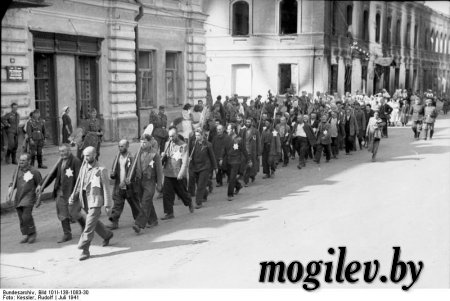 mogilev.by
Bundesarchiv, Bild 101I-138-1083-30
Foto: Kessler, Rudolf | Juli 1941